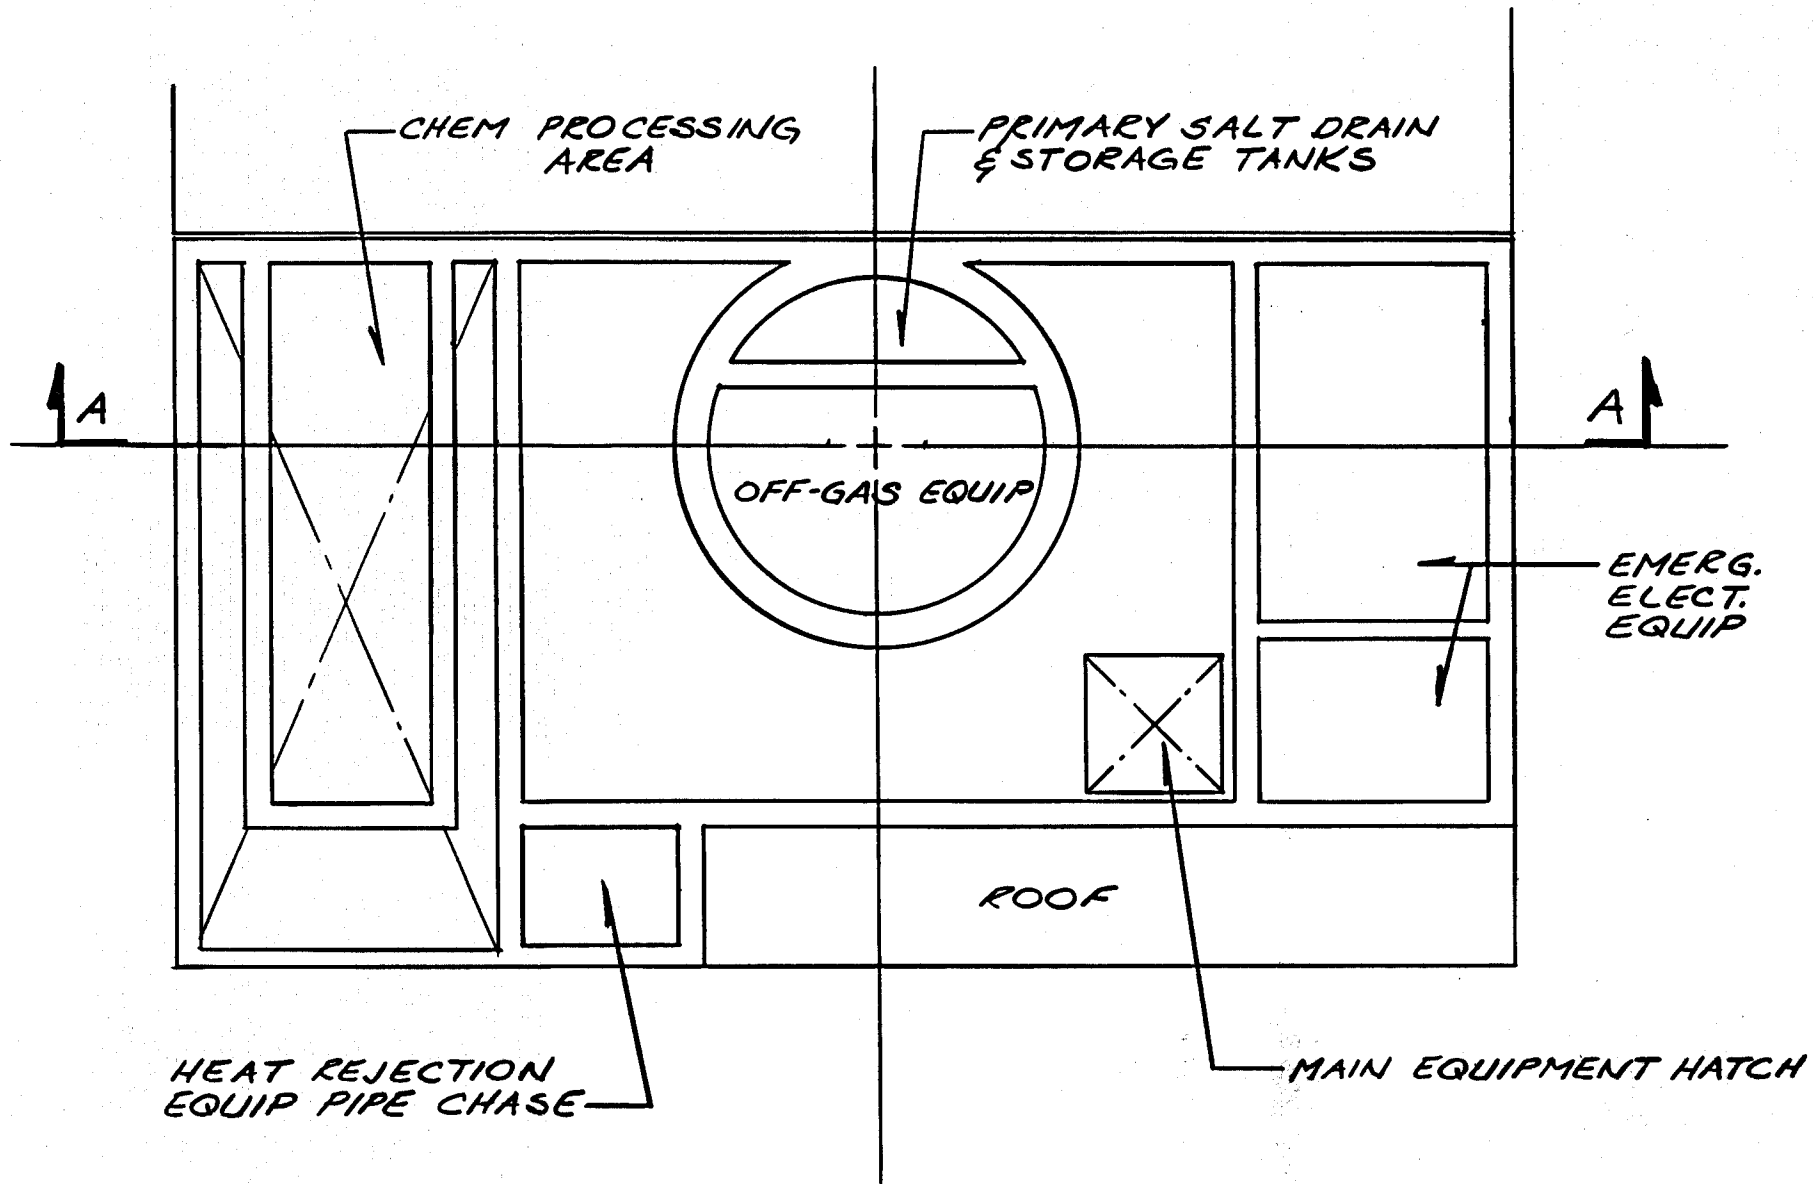 CHEM PROCESSING
AREA
PRIMARY SALT DRAIN
& STORAGE TANKS
A
A
OFF-GAS EQUIP
EMERG.
ELECT.
EQUIP
ROOF
HEAT REJECTION
EQUIP PIPE CHASE
MAIN EQUIPMENT HATCH